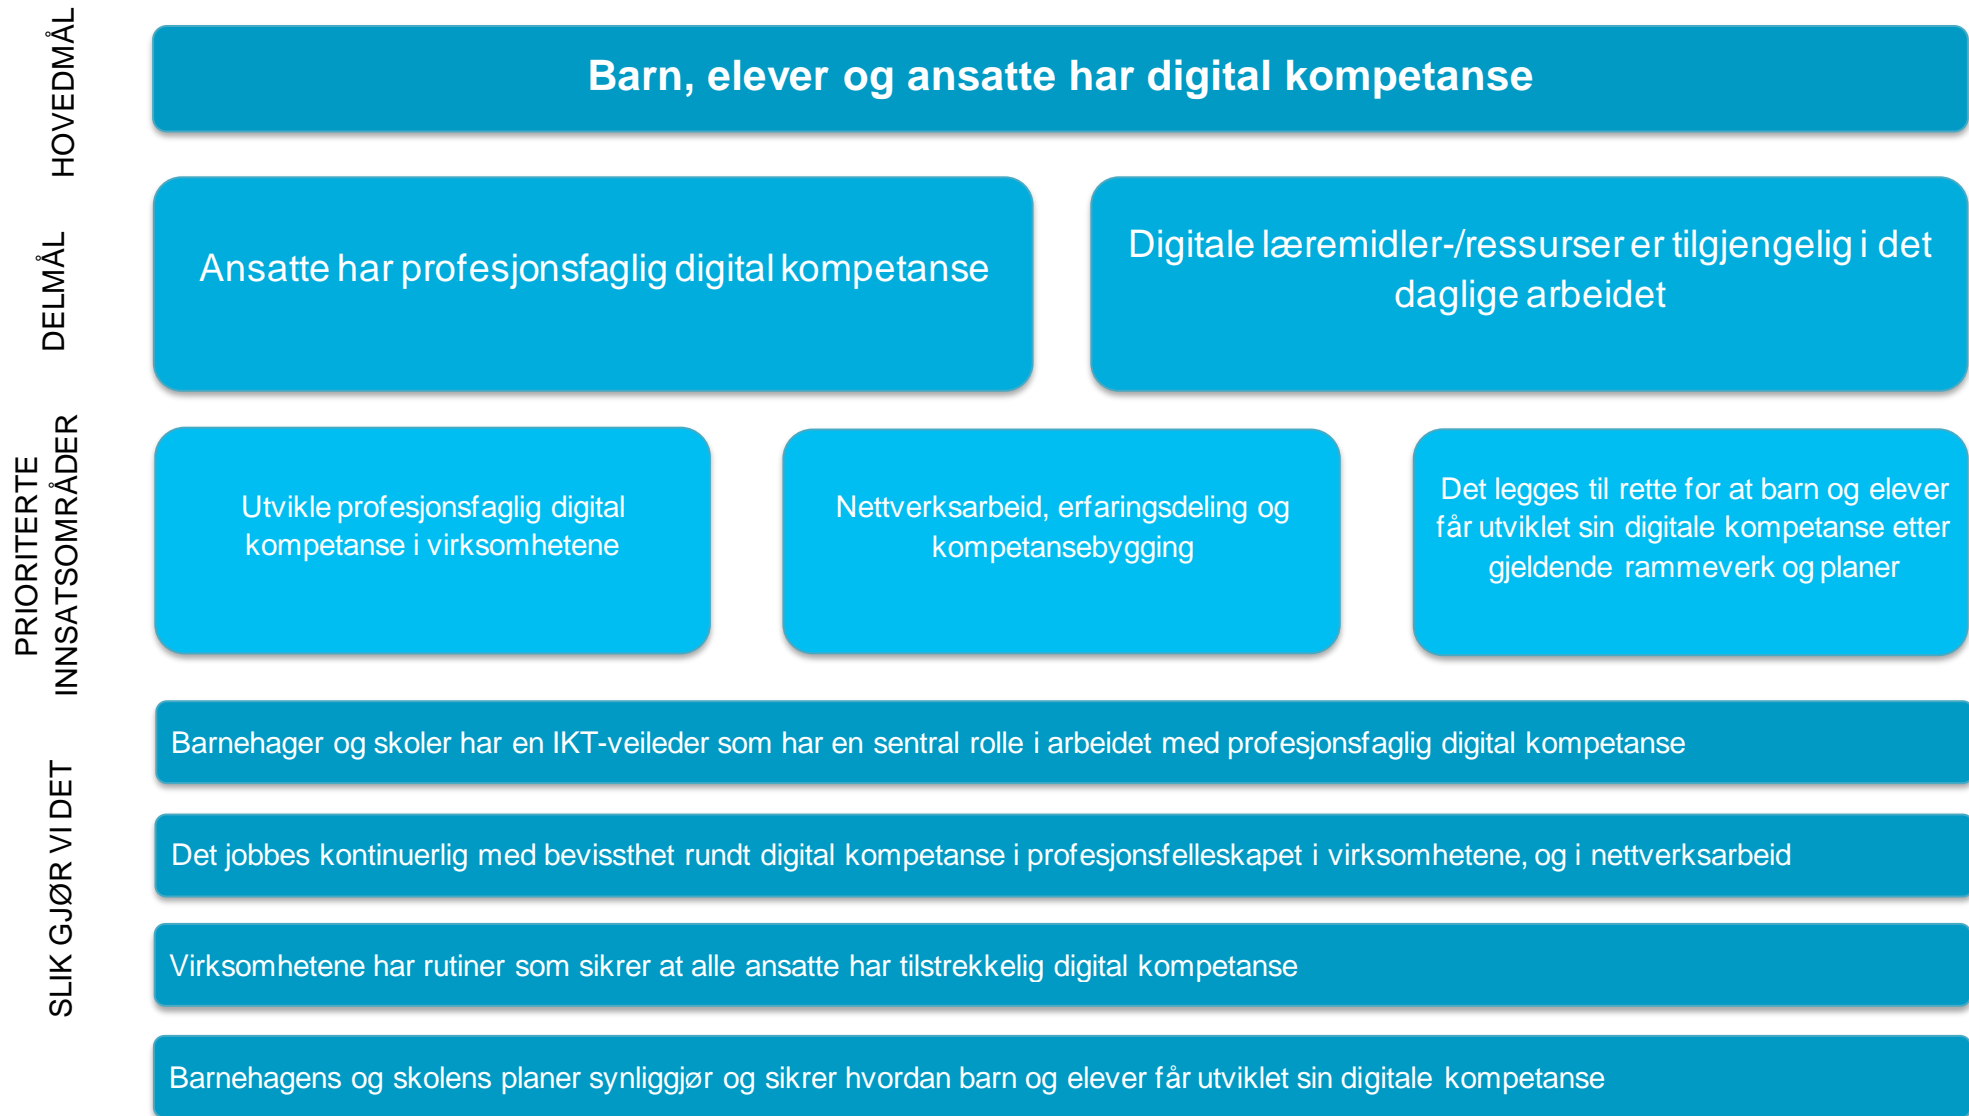 HOVEDMÅL
Barn, elever og ansatte har digital kompetanse
DELMÅL
Ansatte har profesjonsfaglig digital kompetanse
Digitale læremidler-/ressurser er tilgjengelig i det
daglige arbeidet
PRIORITERTE
INNSATSOMRÅDER
Utvikle profesjonsfaglig digital
kompetanse i virksomhetene
Nettverksarbeid, erfaringsdeling og
kompetansebygging
Det legges til rette for at barn og elever
får utviklet sin digitale kompetanse etter
gjeldende rammeverk og planer
SLIK GJØR VI DET
Barnehager og skoler har en IKT-veileder som har en sentral rolle i arbeidet med profesjonsfaglig digital kompetanse
Det jobbes kontinuerlig med bevissthet rundt digital kompetanse i profesjonsfelleskapet i virksomhetene, og i nettverksarbeid
Virksomhetene har rutiner som sikrer at alle ansatte har tilstrekkelig digital kompetanse
Barnehagens og skolens planer synliggjør og sikrer hvordan barn og elever får utviklet sin digitale kompetanse